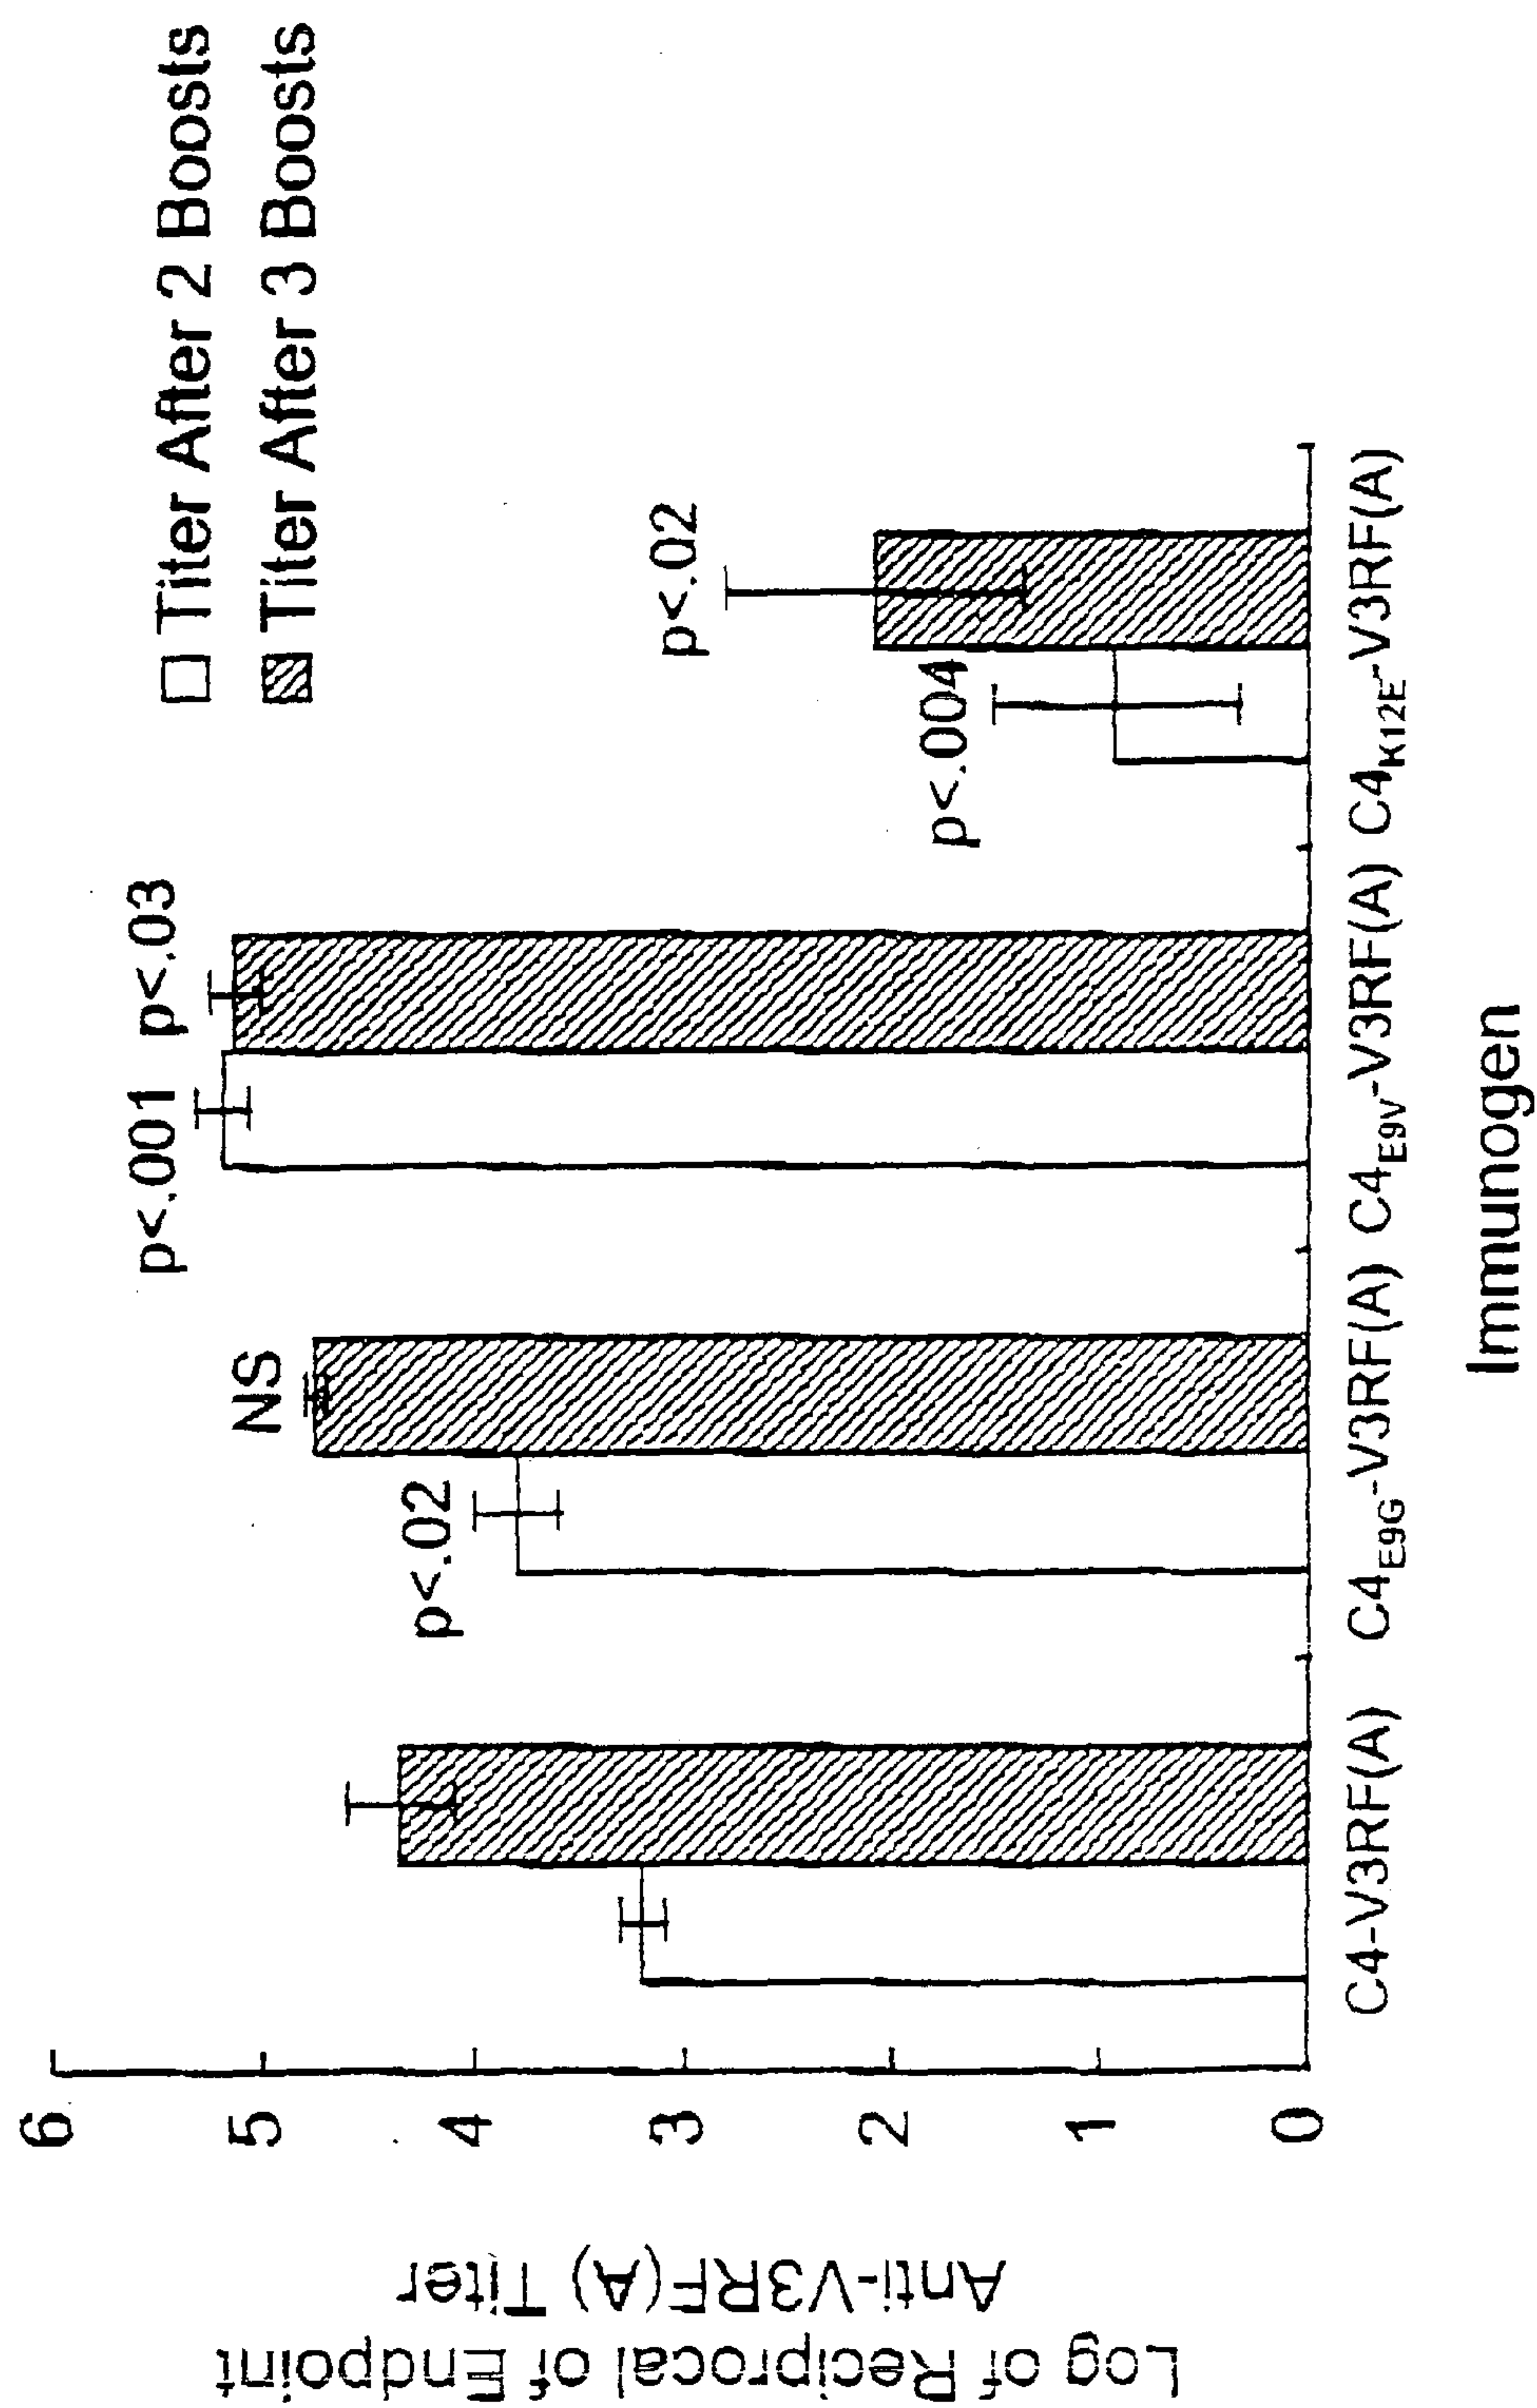 Titer After 2 Boosts
Titer After 3 Boosts
Log of Reciprocal of Endpoint
Anti-V3RF(A) Titer
6
5
4
3
2
1
0
p<.02
NS
p<.001 p<.03
p<.004
p<.02
C4-V3RF(A) C4E9G-V3RF(A) C4E9V-V3RF(A) C4K12E-V3RF(A)
Immunogen